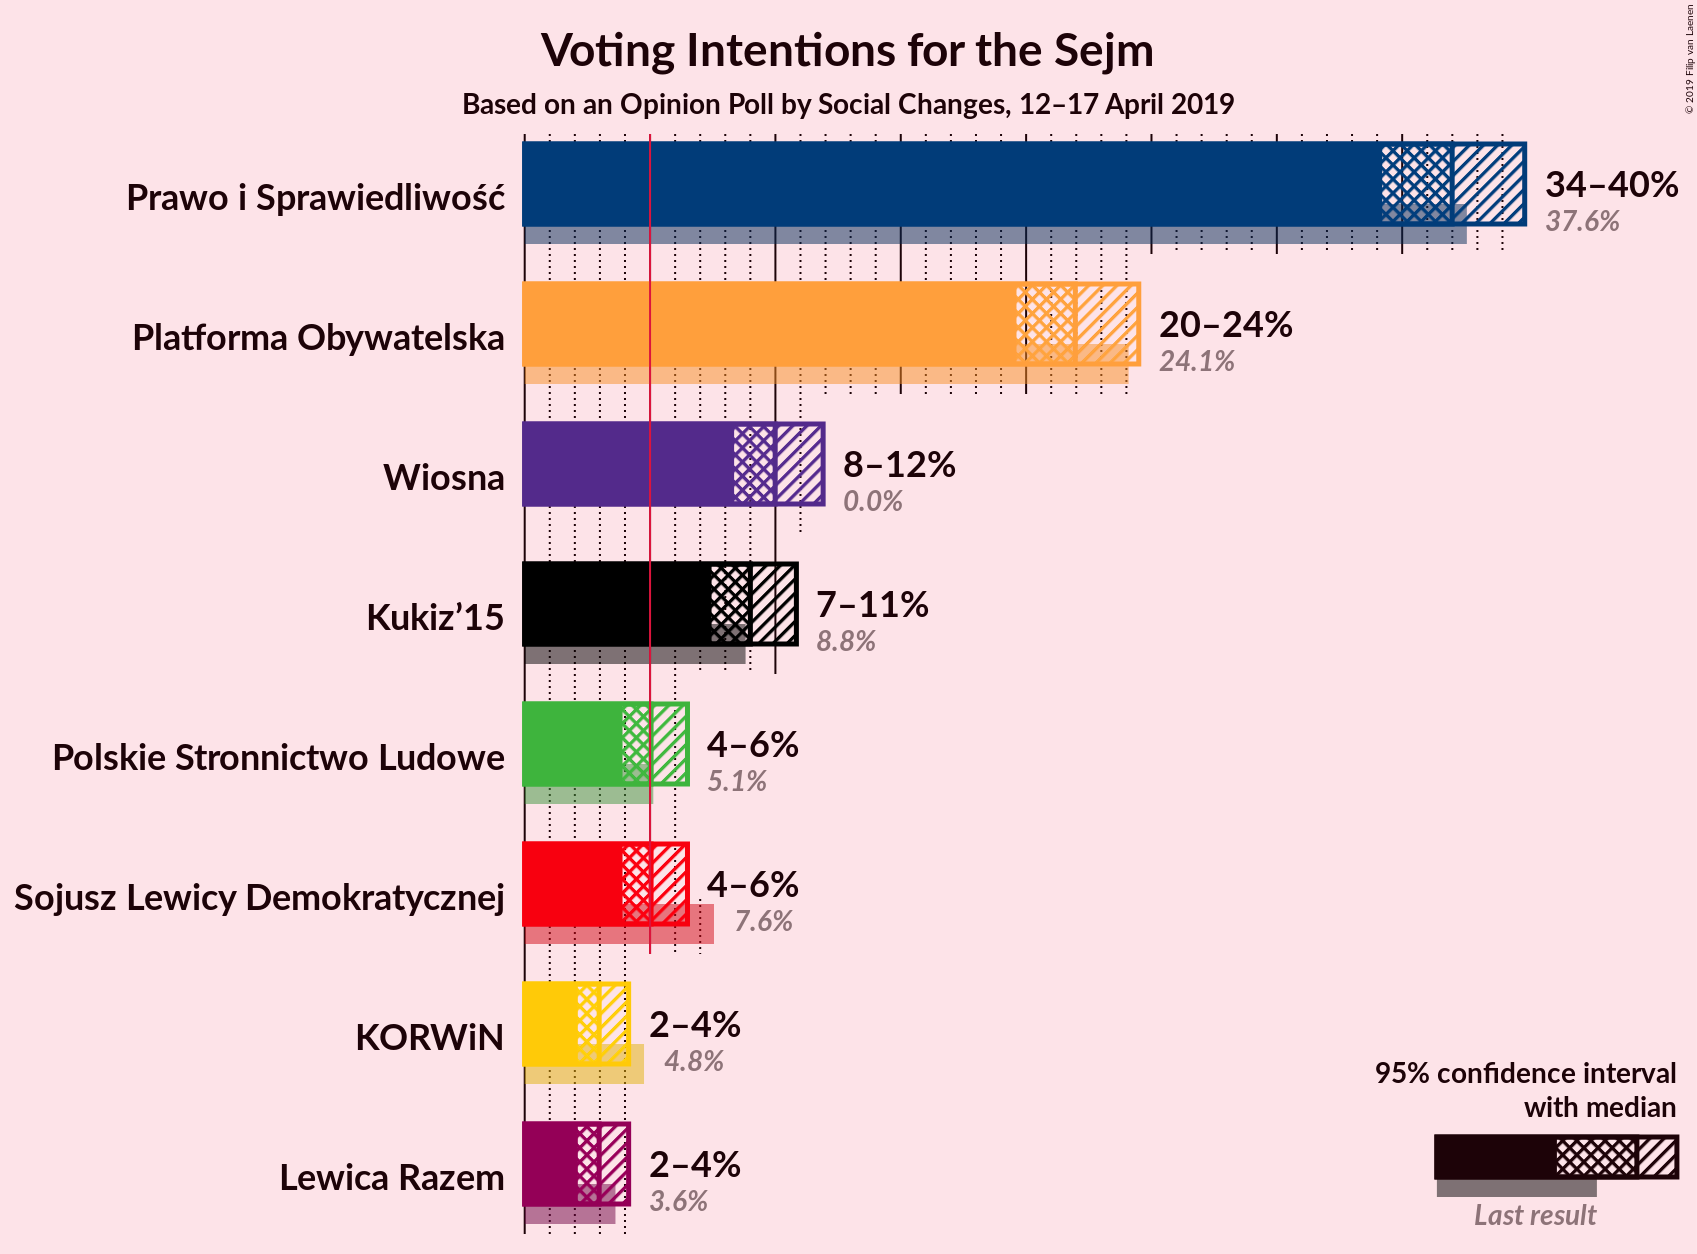 © 2019 Filip van Laenen
Voting Intentions for the Sejm
Based on an Opinion Poll by Social Changes, 12–17 April 2019
Prawo i Sprawiedliwość
34–40%
37.6%
Platforma Obywatelska
20–24%
24.1%
Wiosna
8–12%
0.0%
Kukiz’15
7–11%
8.8%
Polskie Stronnictwo Ludowe
4–6%
5.1%
Sojusz Lewicy Demokratycznej
4–6%
7.6%
KORWiN
2–4%
4.8%
Lewica Razem
2–4%
3.6%
95% confidence interval
with median
Last result